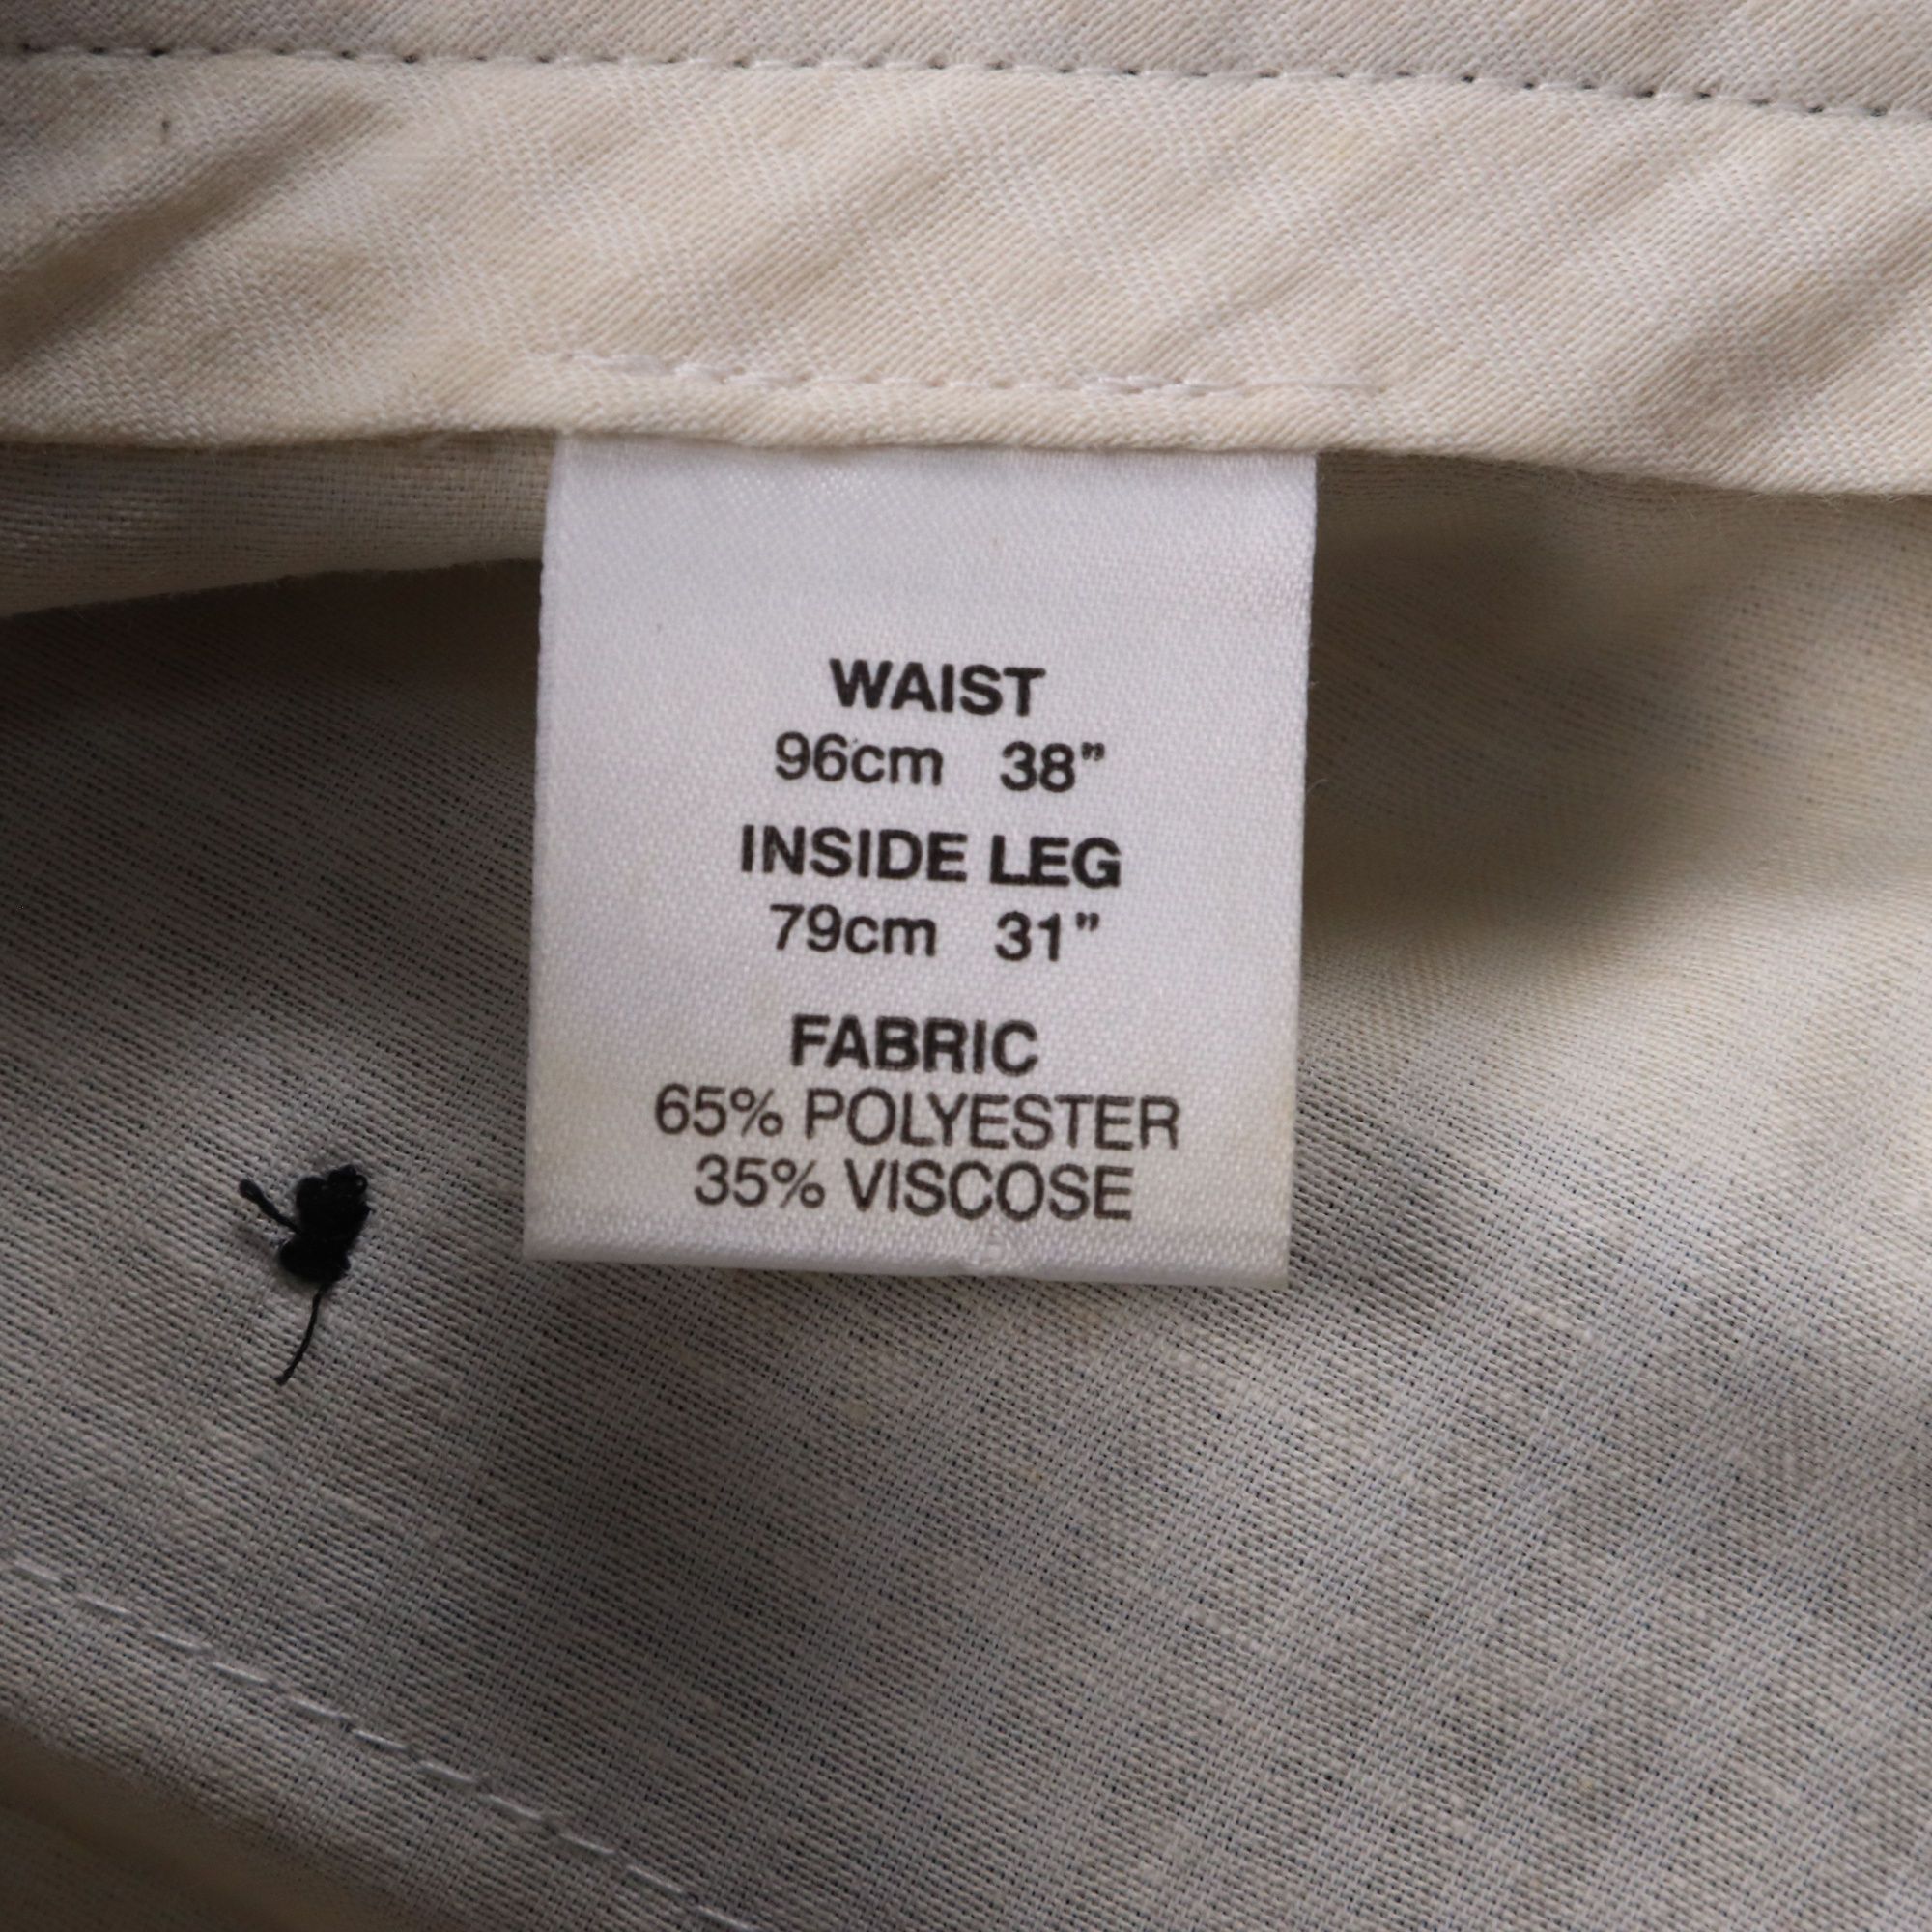 WAIST
96cm 38”
INSIDE LEG
79cm 31”
FABRIC
65% POLYESTER
35% VISCOSE